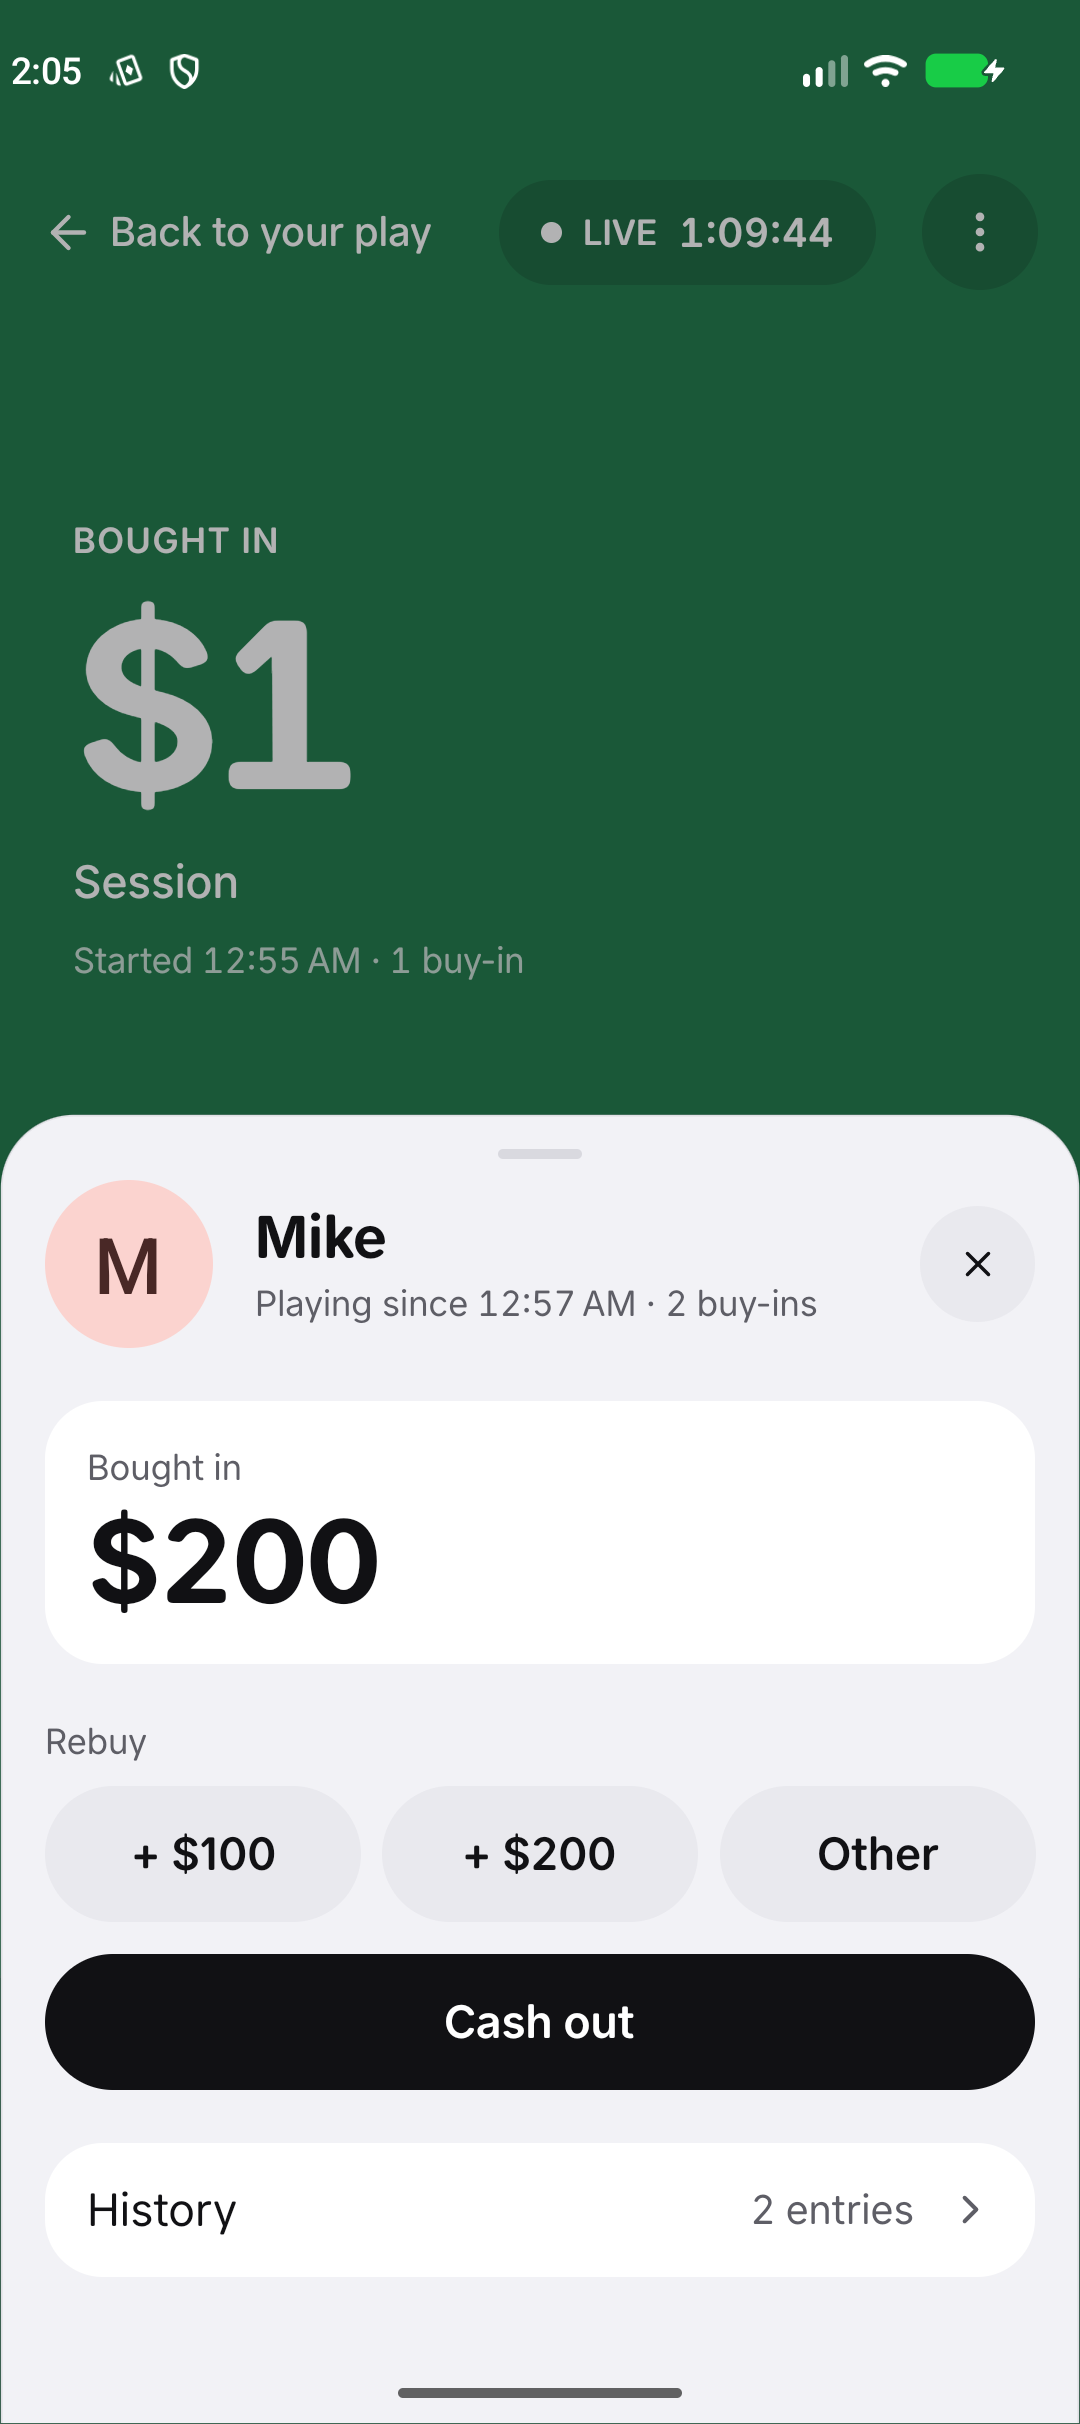 2:05
Back to your play
LIVE 1:09:44
BOUGHT IN
$1
Session
Started 12:55 AM · 1 buy-in
M
Mike
Playing since 12:57 AM · 2 buy-ins
Bought in
$200
Rebuy
+ $100
+ $200
Other
Cash out
History
2 entries